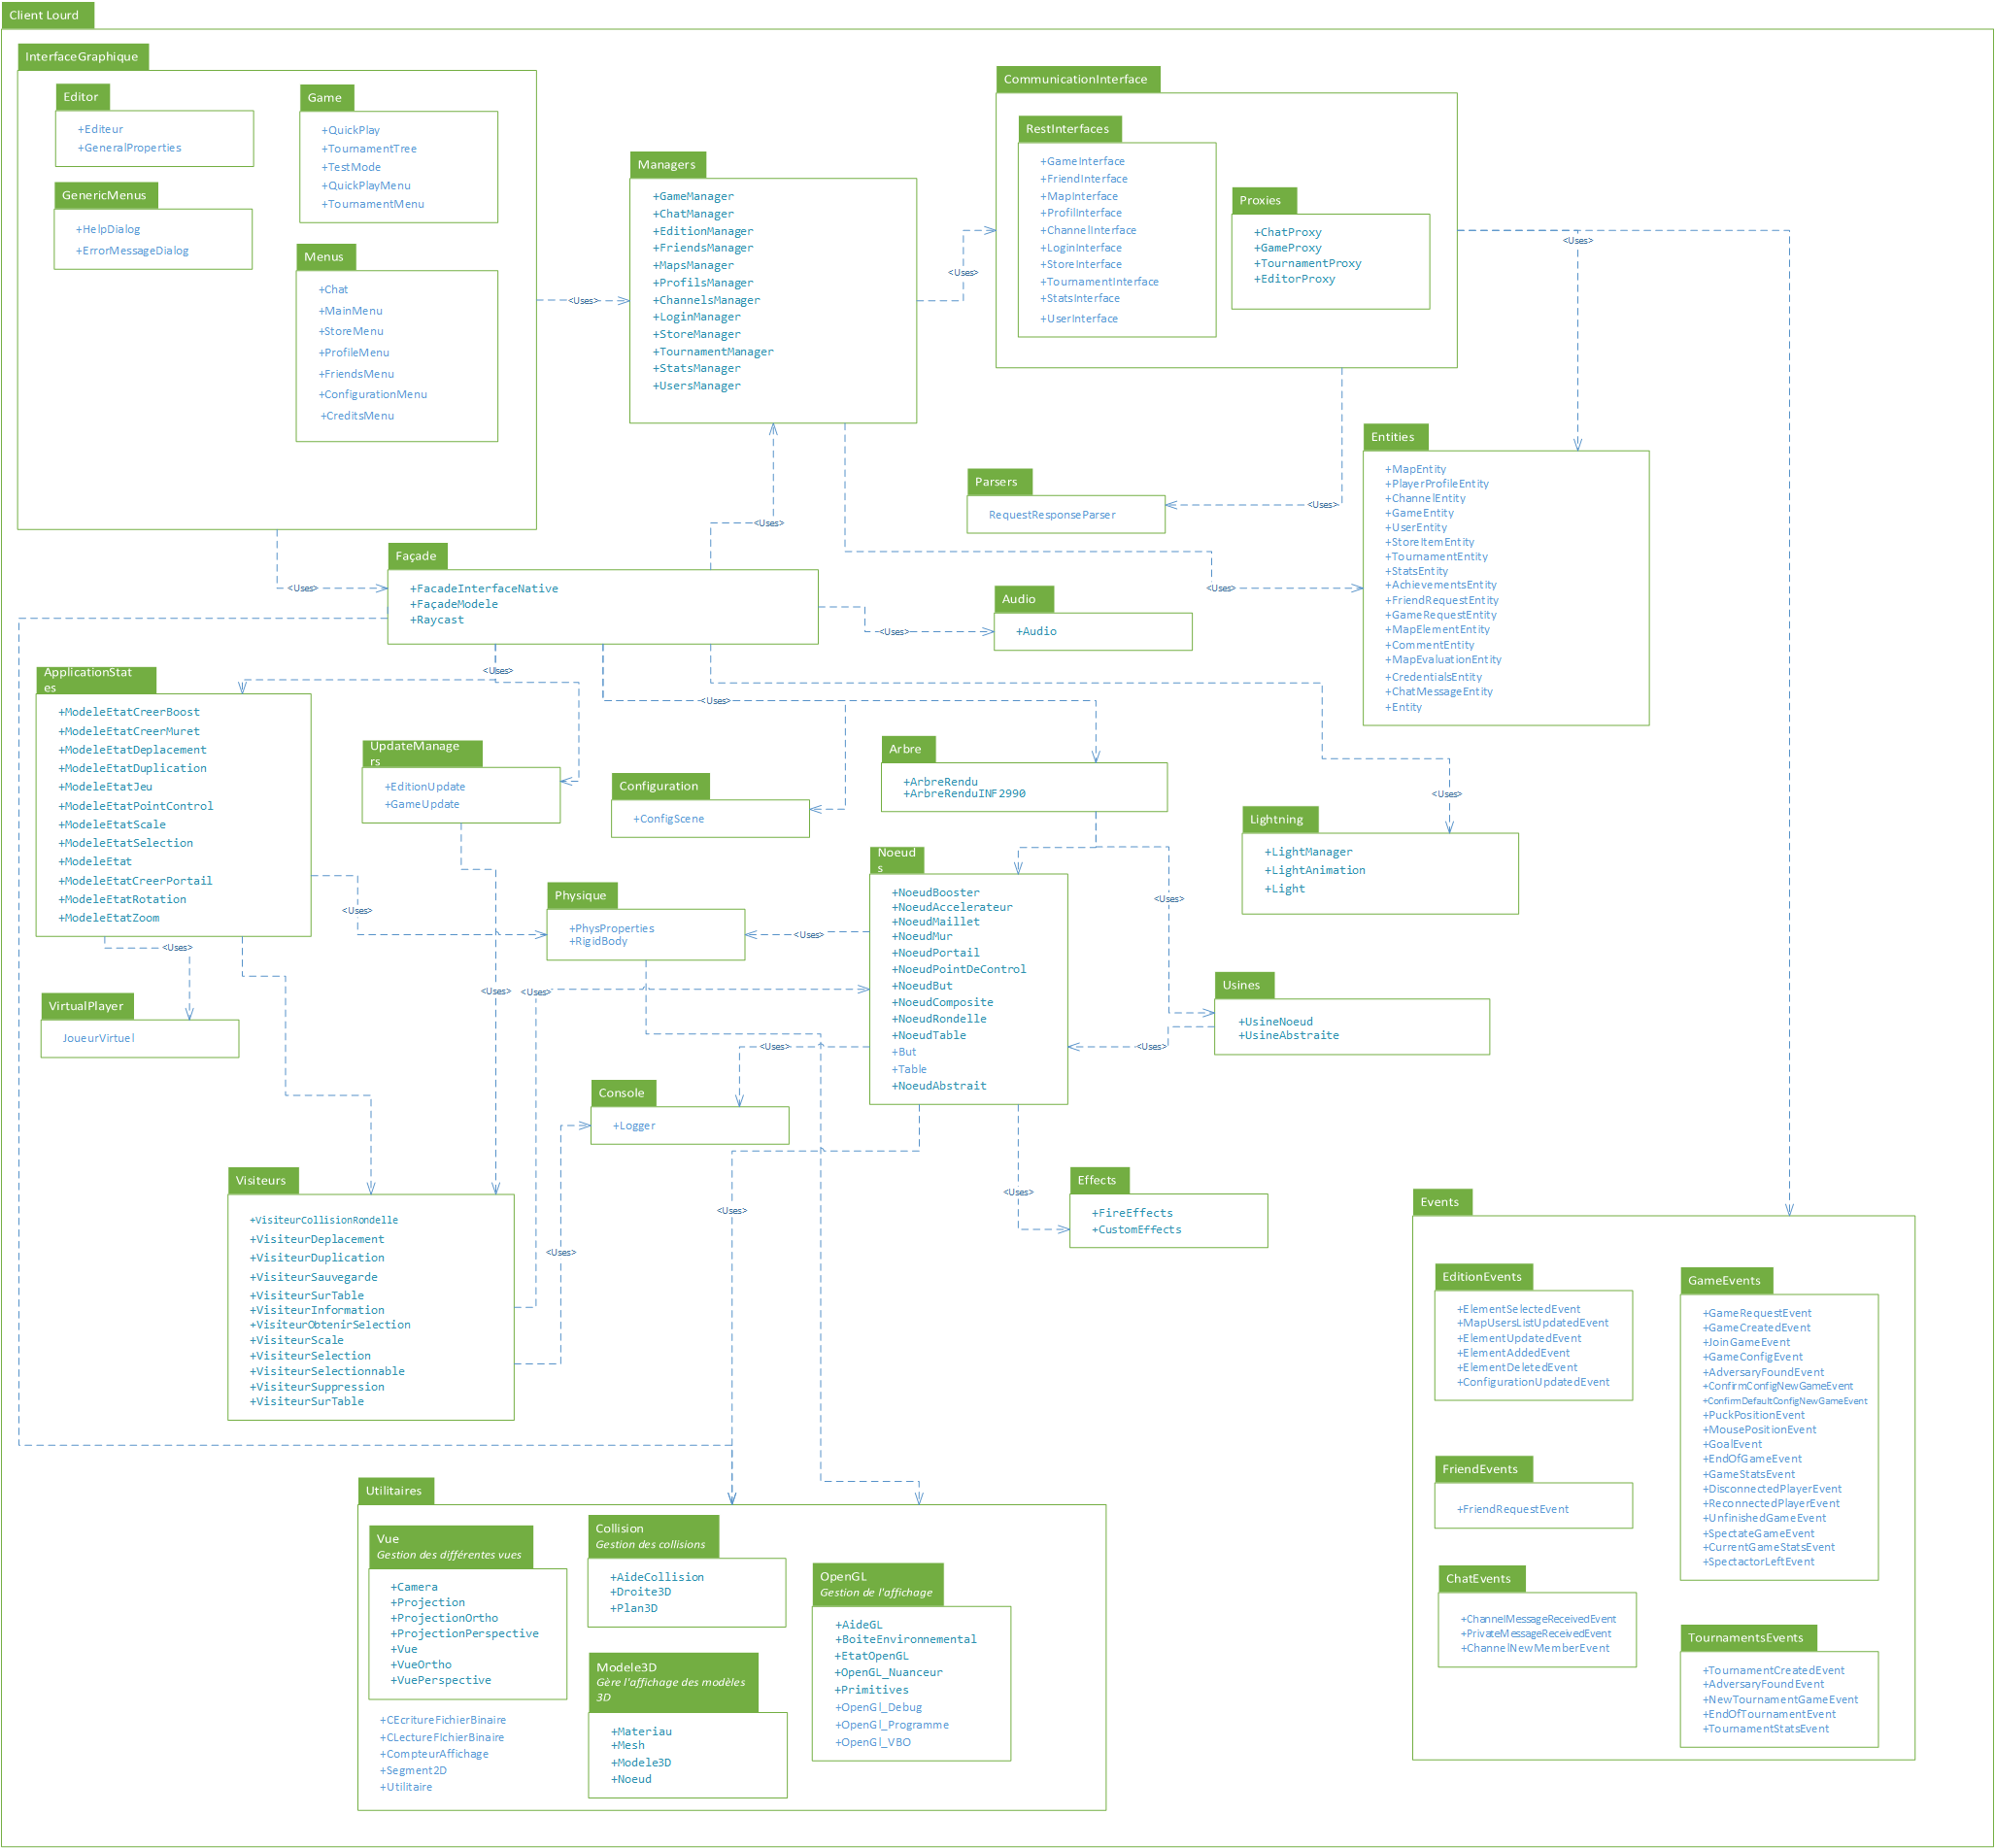 Client Lourd
InterfaceGraphique
Editor
+Editeur
+GeneralProperties
GenericMenus
+HelpDialog
+ErrorMessageDialog
Game
+QuickPlay
+TournamentTree
+TestMode
+QuickPlayMenu
+TournamentMenu
Menus
+Chat
+MainMenu
+StoreMenu
+ProfileMenu
+FriendsMenu
+ConfigurationMenu
+CreditsMenu
<Uses>
Managers
+GameManager
+ChatManager
+EditionManager
+FriendsManager
+MapsManager
+ProfilsManager
+ChannelsManager
+LoginManager
+StoreManager
+TournamentManager
+StatsManager
+UsersManager
<Uses>
CommunicationInterface
RestInterfaces
+GameInterface
+FriendInterface
+MapInterface
+ProfilInterface
+ChannelInterface
+LoginInterface
+StoreInterface
+TournamentInterface
+StatsInterface
+UserInterface
Proxies
+ChatProxy
+GameProxy
+TournamentProxy
+EditorProxy
<Uses>
Entities
+MapEntity
+PlayerProfileEntity
+ChannelEntity
+GameEntity
+UserEntity
+StoreItemEntity
+TournamentEntity
+StatsEntity
+AchievementsEntity
+FriendRequestEntity
+GameRequestEntity
+MapElementEntity
+CommentEntity
+MapEvaluationEntity
+CredentialsEntity
+ChatMessageEntity
+Entity
Parsers
RequestResponseParser
<Uses>
<Uses>
<Uses>
<Uses>
Façade
+FacadeInterfaceNative
+FaçadeModele
+Raycast
<Uses>
Audio
+Audio
<Uses>
<Uses>
<Uses>
ApplicationStat
es
+ModeleEtatCreerBoost
+ModeleEtatCreerMuret
+ModeleEtatDeplacement
+ModeleEtatDuplication
+ModeleEtatJeu
+ModeleEtatPointControl
+ModeleEtatScale
+ModeleEtatSelection
+ModeleEtat
+ModeleEtatCreerPortail
+ModeleEtatRotation
+ModeleEtatZoom
<Uses>
<Uses>
UpdateManage
rs
+EditionUpdate
+GameUpdate
Configuration
+ConfigScene
Arbre
+ArbreRendu
+ArbreRenduINF2990
Lightning
+LightManager
+LightAnimation
+Light
Physique
+PhysProperties
+RigidBody
<Uses>
Noeud
s
+NoeudBooster
+NoeudAccelerateur
+NoeudMaillet
+NoeudMur
+NoeudPortail
+NoeudPointDeControl
+NoeudBut
+NoeudComposite
+NoeudRondelle
+NoeudTable
+But
+Table
+NoeudAbstrait
<Uses>
<Uses>
Usines
+UsineNoeud
+UsineAbstraite
VirtualPlayer
JoueurVirtuel
<Uses>
<Uses>
<Uses>
Console
+Logger
<Uses>
<Uses>
<Uses>
Effects
+FireEffects
+CustomEffects
Visiteurs
+VisiteurCollisionRondelle
+VisiteurDeplacement
+VisiteurDuplication
+VisiteurSauvegarde
+VisiteurSurTable
+VisiteurInformation
+VisiteurObtenirSelection
+VisiteurScale
+VisiteurSelection
+VisiteurSelectionnable
+VisiteurSuppression
+VisiteurSurTable
Events
EditionEvents
+ElementSelectedEvent
+MapUsersListUpdatedEvent
+ElementUpdatedEvent
+ElementAddedEvent
+ElementDeletedEvent
+ConfigurationUpdatedEvent
FriendEvents
+FriendRequestEvent
ChatEvents
+ChannelMessageReceivedEvent
+PrivateMessageReceivedEvent
+ChannelNewMemberEvent
GameEvents
+GameRequestEvent
+GameCreatedEvent
+JoinGameEvent
+GameConfigEvent
+AdversaryFoundEvent
+ConfirmConfigNewGameEvent
+ConfirmDefaultConfigNewGameEvent
+PuckPositionEvent
+MousePositionEvent
+GoalEvent
+EndOfGameEvent
+GameStatsEvent
+DisconnectedPlayerEvent
+ReconnectedPlayerEvent
+UnfinishedGameEvent
+SpectateGameEvent
+CurrentGameStatsEvent
+SpectactorLeftEvent
TournamentsEvents
+TournamentCreatedEvent
+AdversaryFoundEvent
+NewTournamentGameEvent
+EndOfTournamentEvent
+TournamentStatsEvent
Utilitaires
Vue
Gestion des différentes vues
+Camera
+Projection
+ProjectionOrtho
+ProjectionPerspective
+Vue
+VueOrtho
+VuePerspective
+CEcritureFichierBinaire
+CLectureFIchierBinaire
+CompteurAffichage
+Segment2D
+Utilitaire
Collision
Gestion des collisions
+AideCollision
+Droite3D
+Plan3D
Modele3D
Gère l'affichage des modèles
3D
+Materiau
+Mesh
+Modele3D
+Noeud
OpenGL
Gestion de l'affichage
+AideGL
+BoiteEnvironnemental
+EtatOpenGL
+OpenGL_Nuanceur
+Primitives
+OpenGl_Debug
+OpenGl_Programme
+OpenGl_VBO